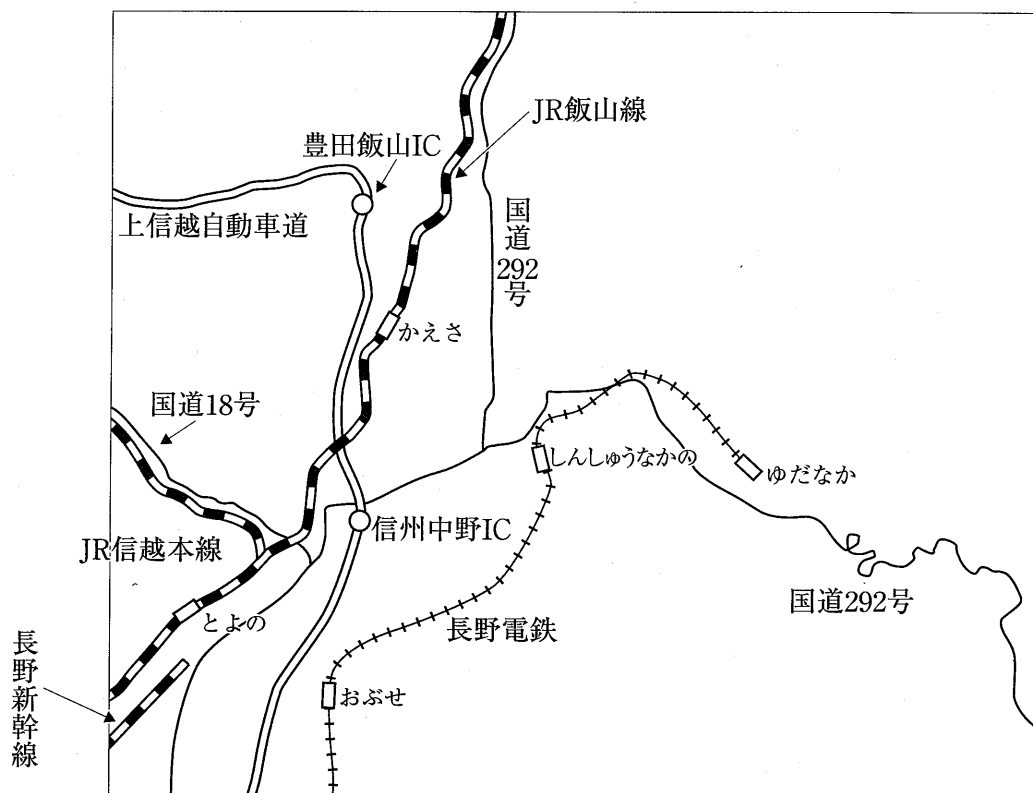 JR飯山線
豊田飯山IC
上信越自動車道
国道292号
かえさ
国道18号
しんしゅうなかの
ゆだなか
信州中野IC
JR信越本線
国道292号
とよの
長野電鉄
長野新幹線
おぶせ